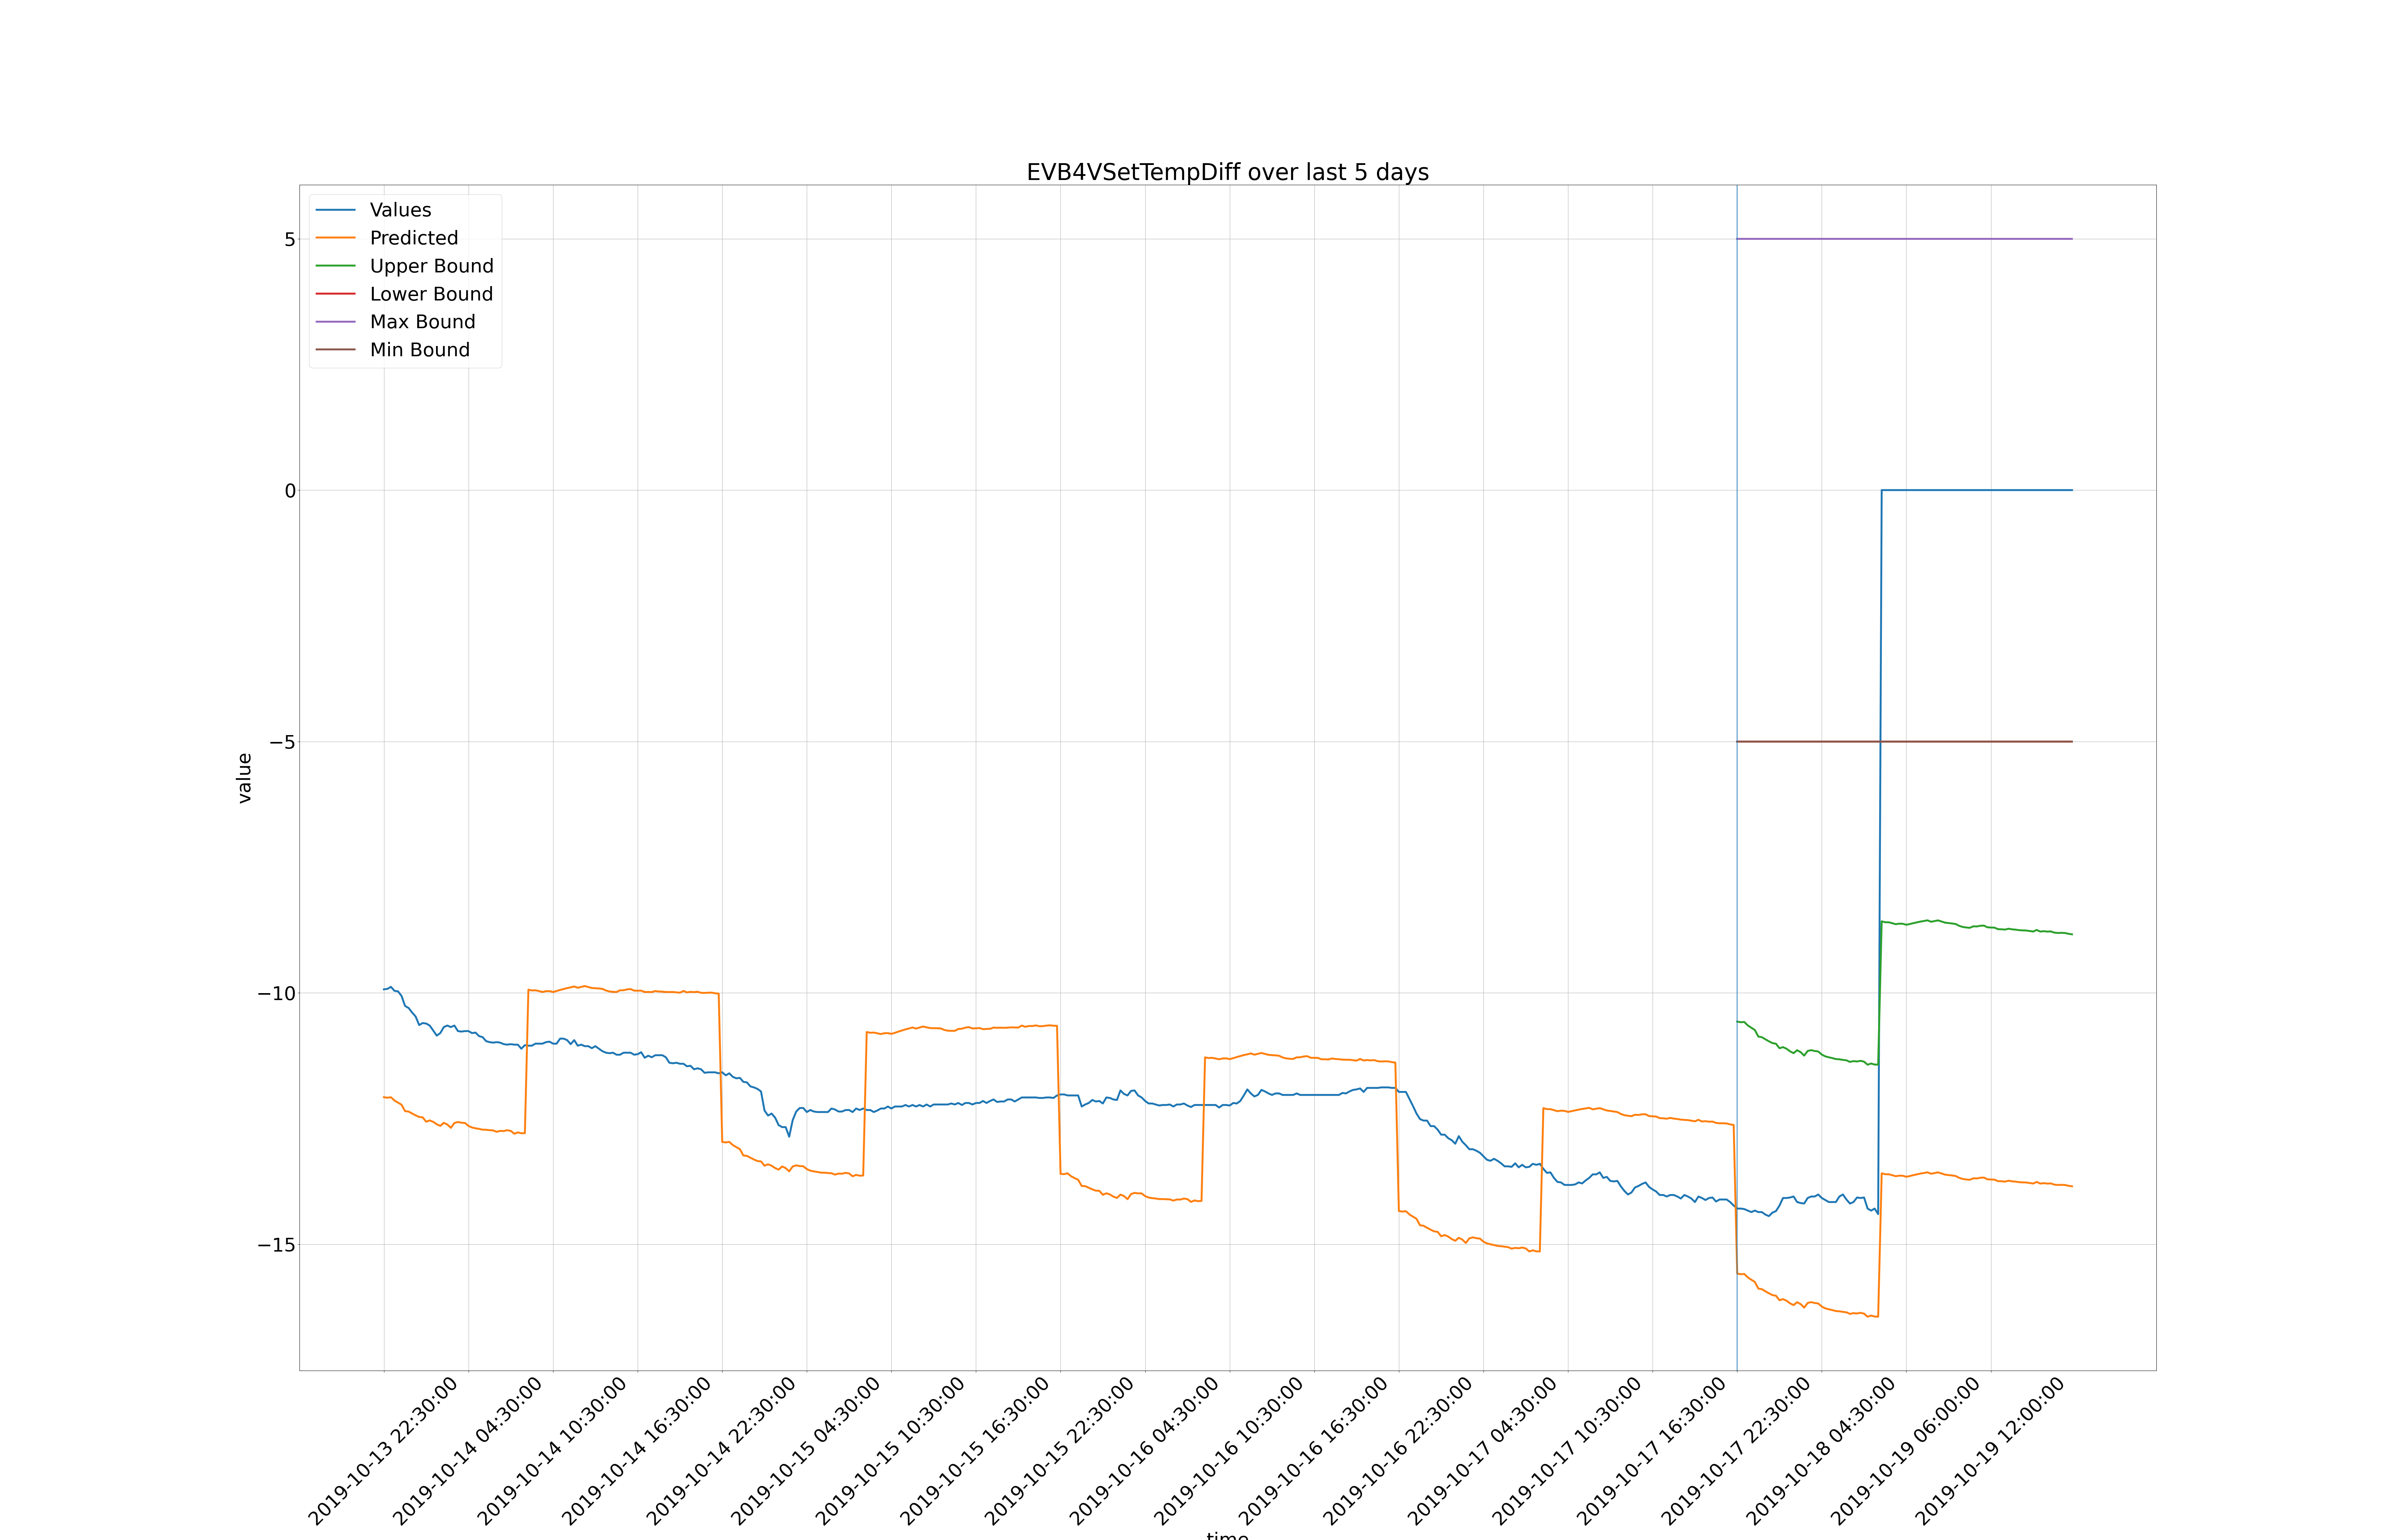 EVB4VSetTempDiff over last 5 days
Values
Predicted
Upper Bound
Lower Bound
Max Bound
Min Bound
5
0
−5
−10
−15
value
2019-10-13 22:30:00
2019-10-14 04:30:00
2019-10-14 10:30:00
2019-10-14 16:30:00
2019-10-14 22:30:00
2019-10-15 04:30:00
2019-10-15 10:30:00
2019-10-15 16:30:00
2019-10-15 22:30:00
2019-10-16 04:30:00
2019-10-16 10:30:00
2019-10-16 16:30:00
2019-10-16 22:30:00
2019-10-17 04:30:00
2019-10-17 10:30:00
2019-10-17 16:30:00
2019-10-17 22:30:00
2019-10-18 04:30:00
2019-10-19 06:00:00
2019-10-19 12:00:00
time